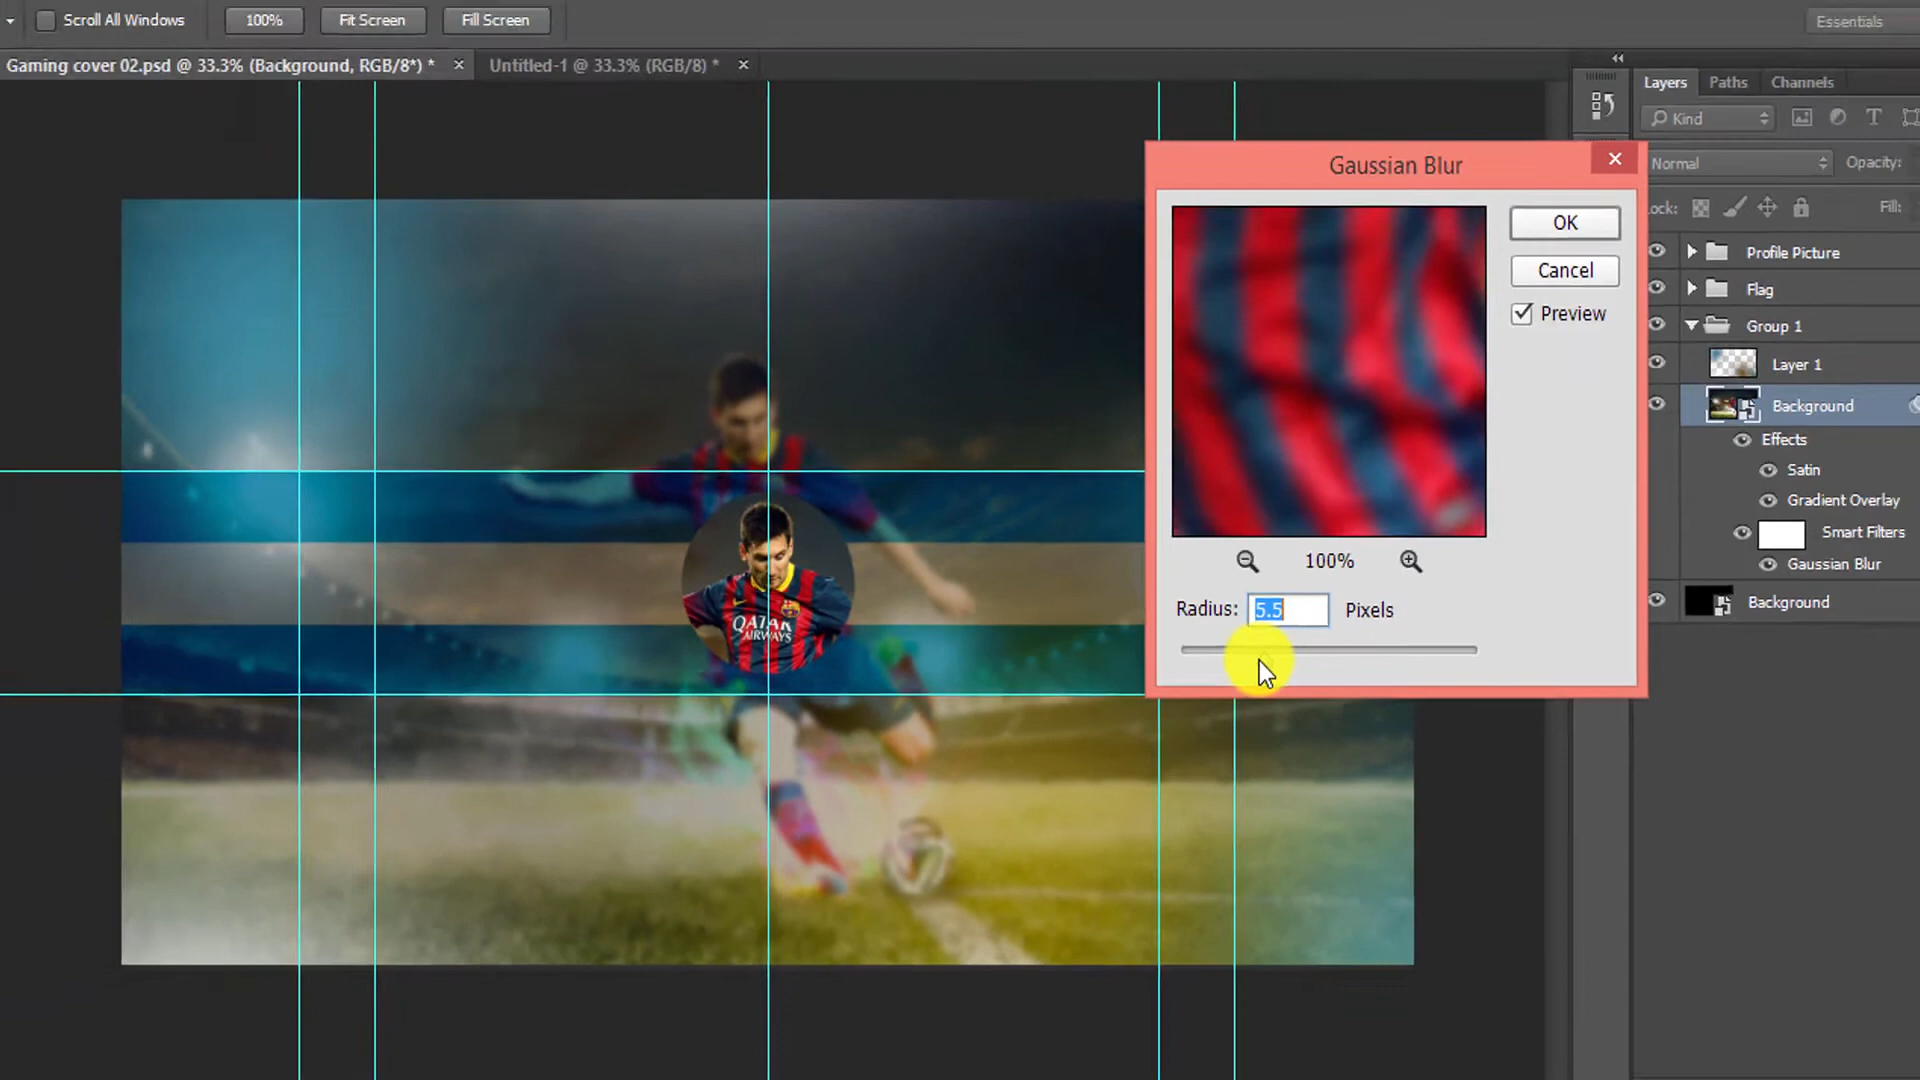 Scroll All Windows 100% Fit Screen Fill Screen Essentials
Gaming cover 02.psd @ 33.3% (Background, RGB/8*) * × Untitled-1 @ 33.3% (RGB/8) * ×
Layers Paths Channels
Kind
Normal Opacity:
Lock: Fill:
Profile Picture
Flag
Group 1
Layer 1
Background
Effects
Satin
Gradient Overlay
Smart Filters
Gaussian Blur
Background
Gaussian Blur
OK
Cancel
Preview
100%
Radius: 5.5 Pixels
QATAR
AIRWAYS